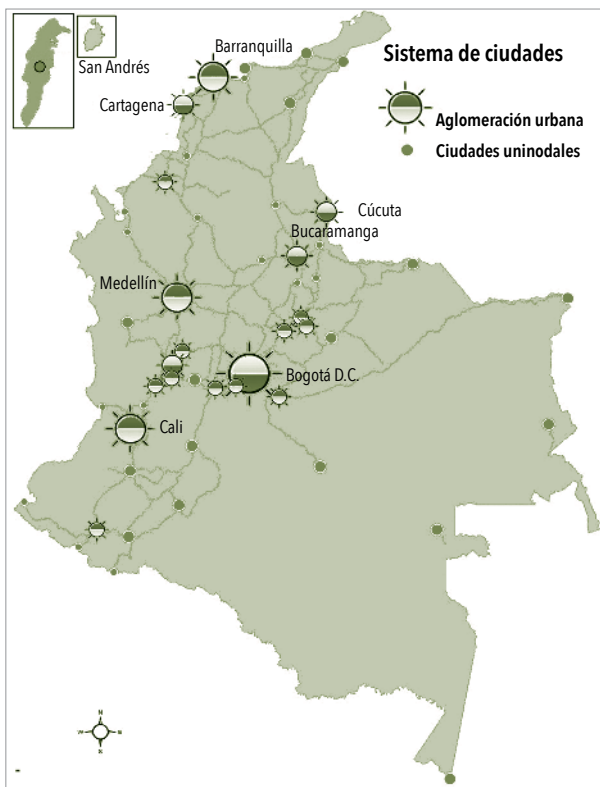 Sistema de ciudades
Aglomeración urbana
Ciudades uninodales
San Andrés
Barranquilla
Cartagena
Cúcuta
Bucaramanga
Medellín
Bogotá D.C.
Cali
N